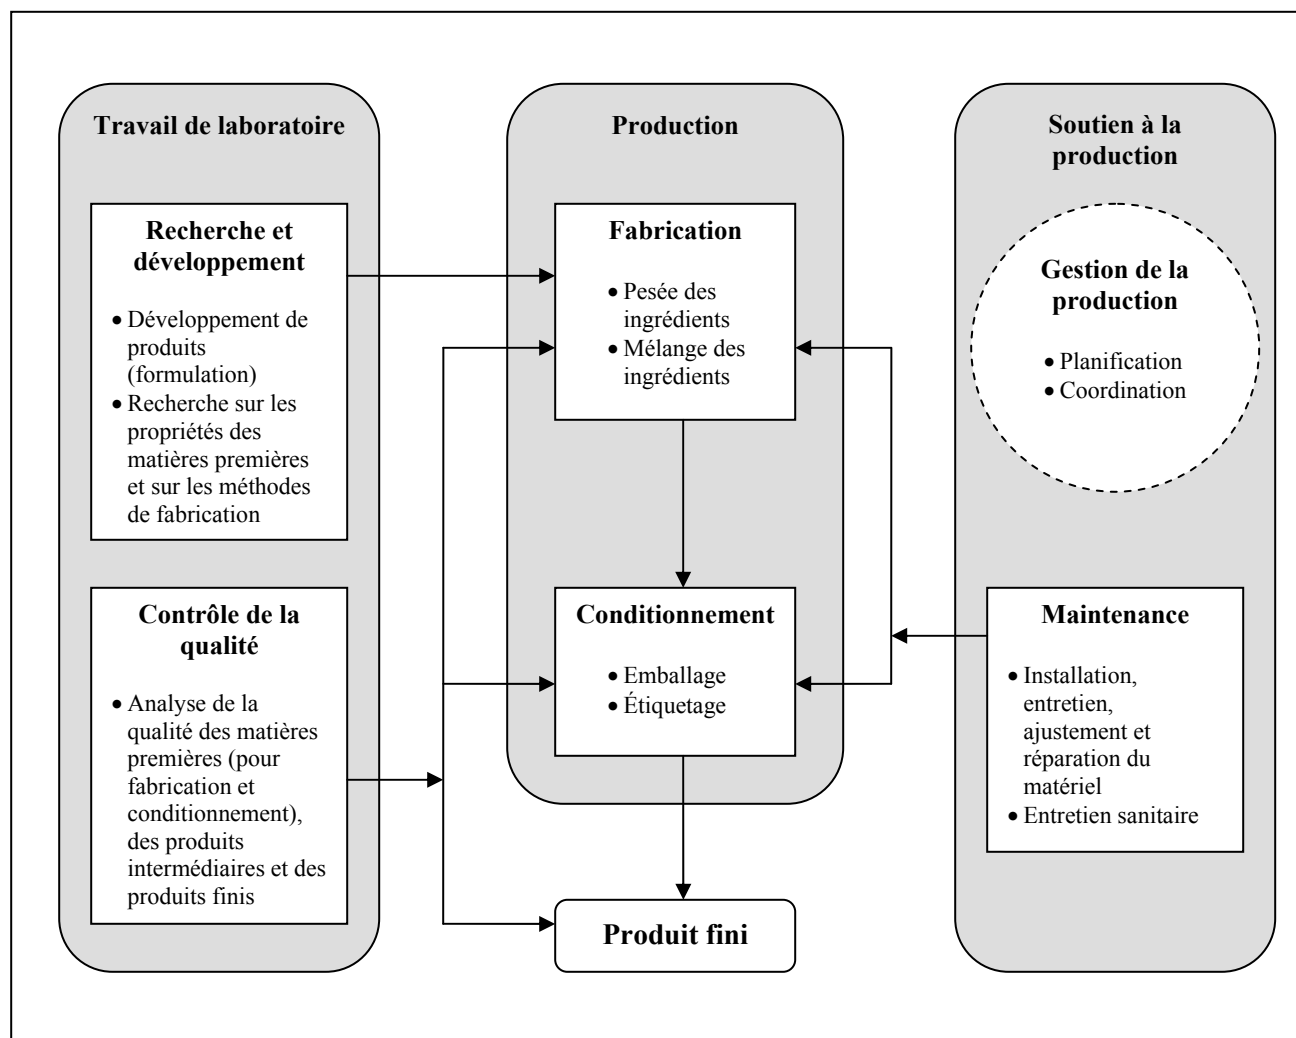 Travail de laboratoire
Recherche et
développement
• Développement de
produits
(formulation)
• Recherche sur les
propriétés des
matières premières
et sur les méthodes
de fabrication
Contrôle de la
qualité
• Analyse de la
qualité des matières
premières (pour
fabrication et
conditionnement),
des produits
intermédiaires et des
produits finis
Production
Fabrication
• Pesée des
ingrédients
• Mélange des
ingrédients
Conditionnement
• Emballage
• Étiquetage
Produit fini
Soutien à la
production
Gestion de la
production
• Planification
• Coordination
Maintenance
• Installation,
entretien,
ajustement et
réparation du
matériel
• Entretien sanitaire